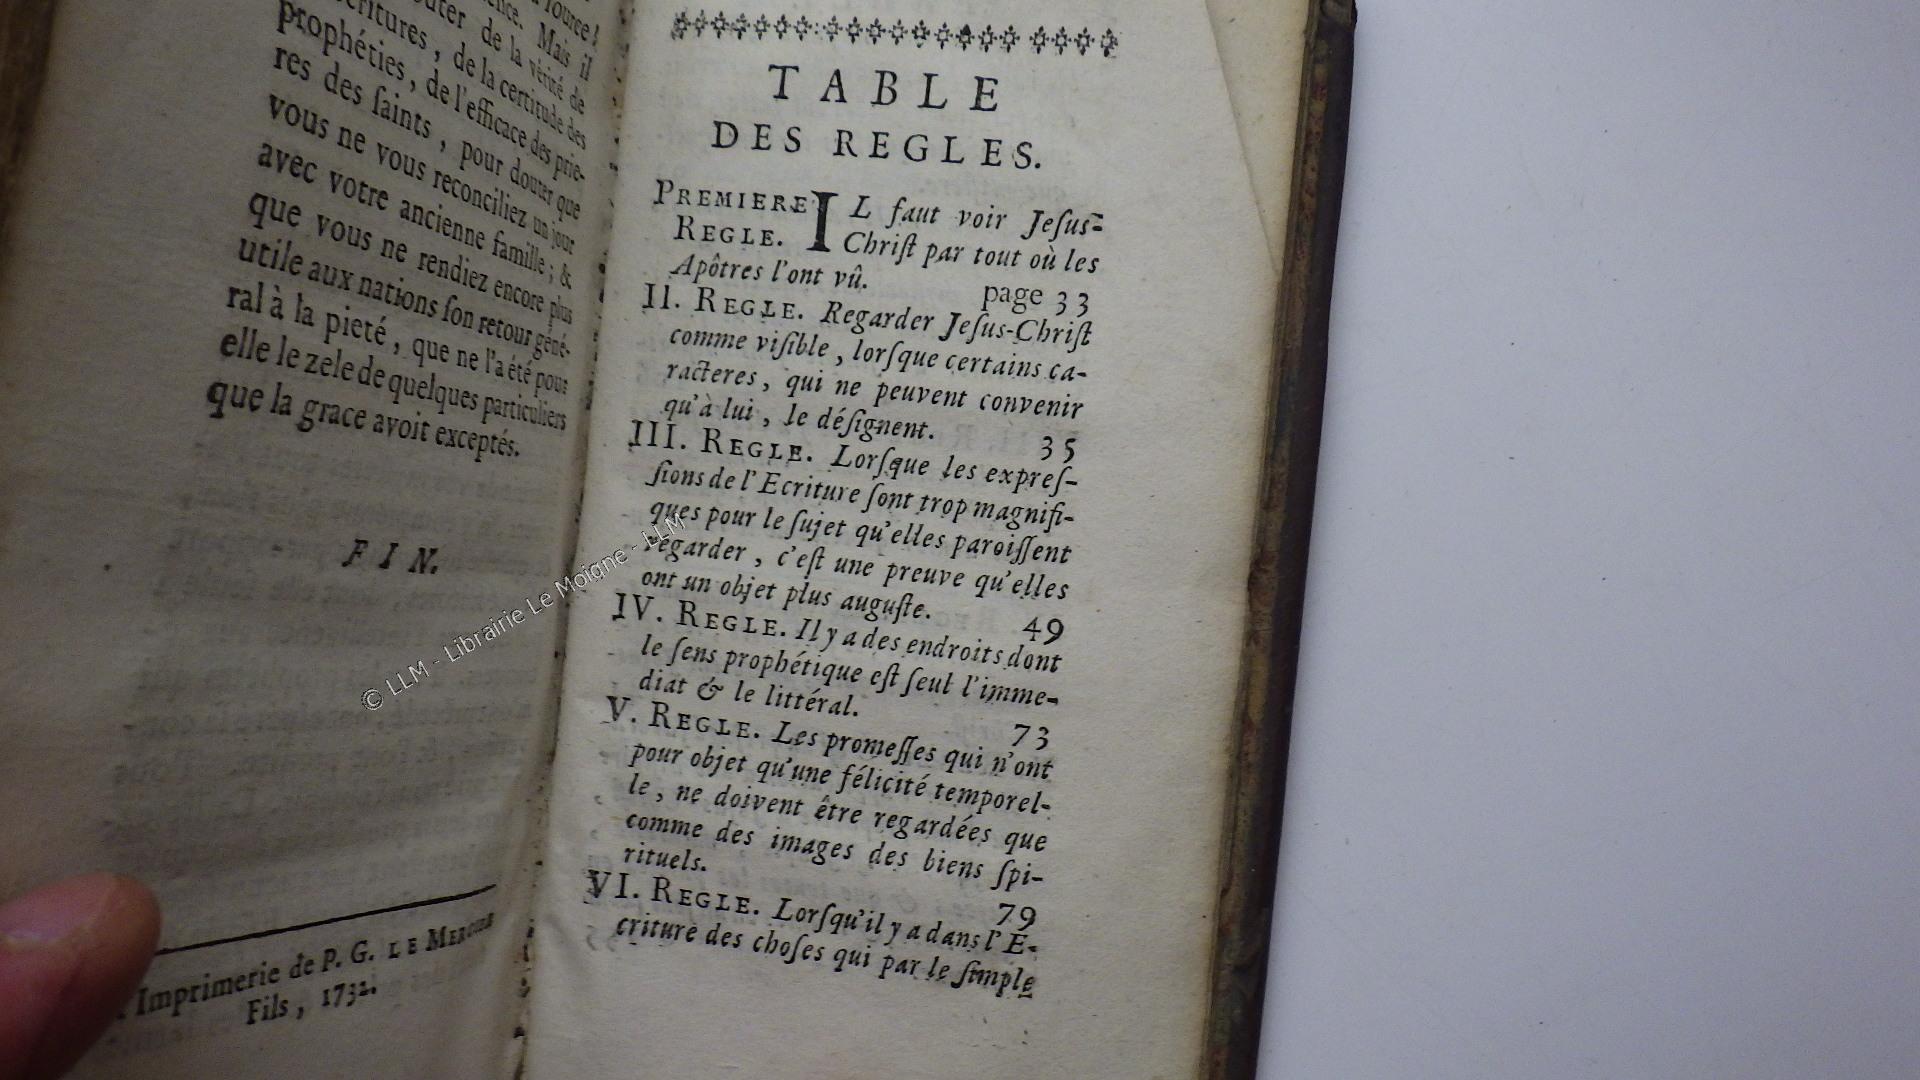 outer de la vérité de
critures, de la certitude des
prophéties, de l'efficace des prie-
res des ſaints, pour douter que
vous ne vous reconciliez un jour
avec votre ancienne famille; &
que vous ne rendiez encore plus
utile aux nations ſon retour géné-
ral à la pieté, que ne l'a été pour
elle le zele de quelques particuliers
que la grace avoit exceptés.
FIN.
Imprimerie de P. G. LE MERCIER
Fils, 1732.
TABLE
DES REGLES.
PREMIERE IL faut voir Jeſus-
REGLE. Chriſt par tout où les
Apôtres l'ont vû. page 33
II. REGLE. Regarder Jeſus-Chriſt
comme viſible, lorſque certains ca-
racteres, qui ne peuvent convenir
qu'à lui, le déſignent. 35
III. REGLE. Lorſque les expreſ-
ſions de l'Ecriture ſont trop magnifi-
ques pour le ſujet qu'elles paroiſſent
regarder, c'eſt une preuve qu'elles
ont un objet plus auguſte. 49
IV. REGLE. Il y a des endroits dont
le ſens prophétique eſt ſeul l'imme-
diat & le littéral. 73
V. REGLE. Les promeſſes qui n'ont
pour objet qu'une félicité temporel-
le, ne doivent être regardées que
comme des images des biens ſpi-
rituels. 79
VI. REGLE. Lorſqu'il y a dans l'E-
criture des choſes qui par le ſimple
© LLM - Librairie Le Moigne - LLM